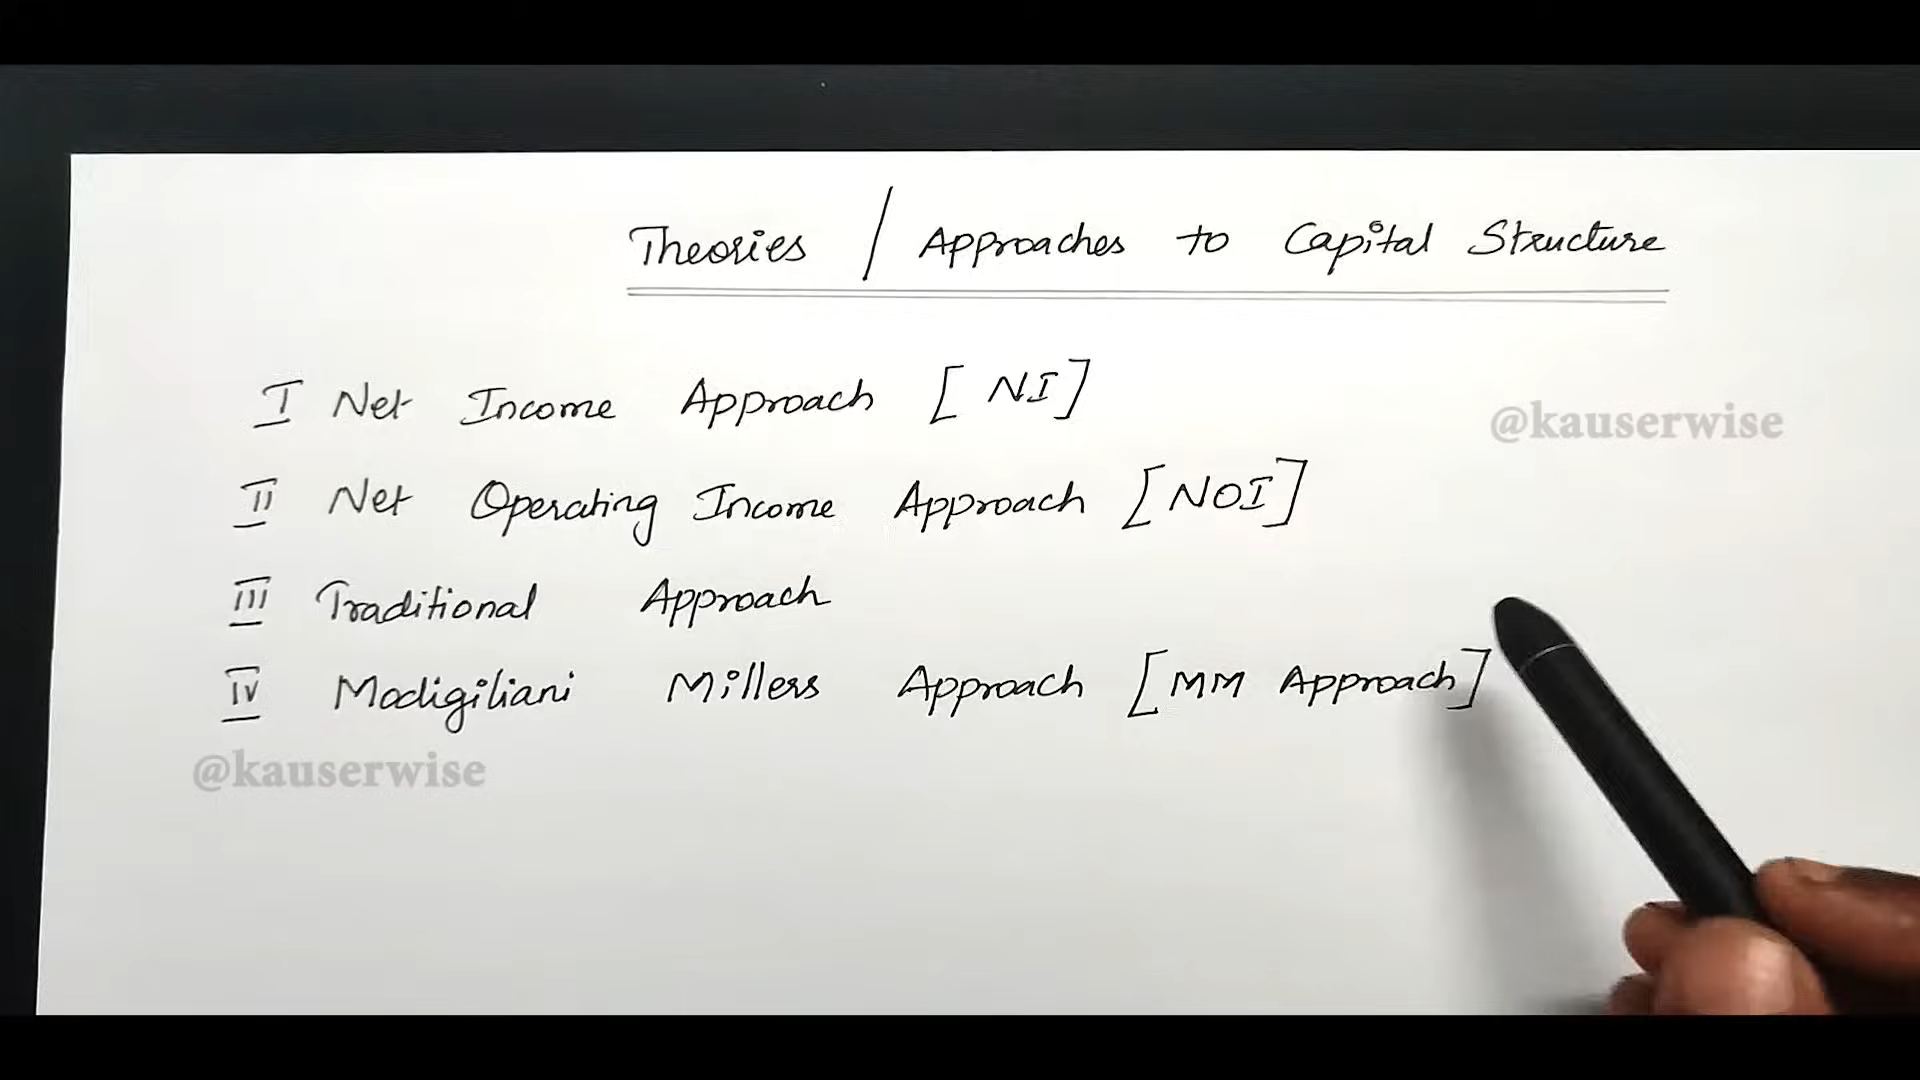 Theories / Approaches to Capital Structure
I Net Income Approach [NI]
@kauserwise
II Net Operating Income Approach [NOI]
III Traditional Approach
IV Modigiliani Millers Approach [MM Approach]
@kauserwise